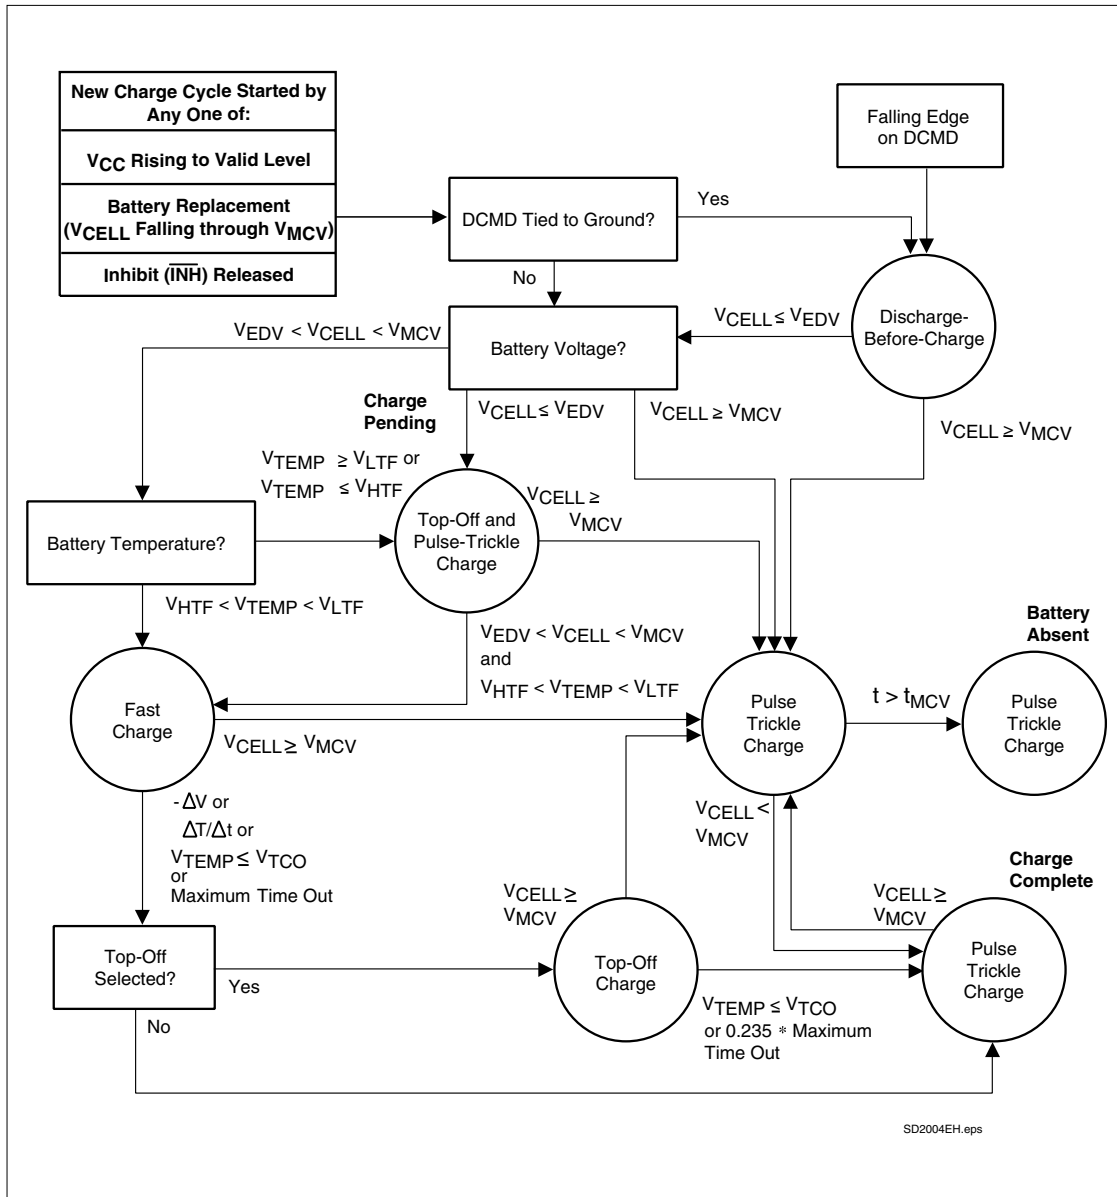 New Charge Cycle Started by
Any One of:
VCC Rising to Valid Level
Battery Replacement
(VCELL Falling through VMCV)
Inhibit (INH) Released
Falling Edge
on DCMD
DCMD Tied to Ground?
Yes
No
VEDV < VCELL < VMCV
Battery Voltage?
VCELL ≤ VEDV
Discharge-
Before-Charge
Charge
Pending
VCELL ≤ VEDV
VCELL ≥ VMCV
VCELL ≥ VMCV
VTEMP ≥ VLTF or
VTEMP ≤ VHTF
VCELL ≥
VMCV
Battery Temperature?
Top-Off and
Pulse-Trickle
Charge
VHTF < VTEMP < VLTF
VEDV < VCELL < VMCV
and
VHTF < VTEMP < VLTF
Battery
Absent
Fast
Charge
VCELL ≥ VMCV
Pulse
Trickle
Charge
t > tMCV
Pulse
Trickle
Charge
- ΔV or
ΔT/Δt or
VTEMP ≤ VTCO
or
Maximum Time Out
VCELL <
VMCV
Charge
Complete
VCELL ≥
VMCV
VCELL ≥
VMCV
Top-Off
Selected?
Yes
No
Top-Off
Charge
VTEMP ≤ VTCO
or 0.235 * Maximum
Time Out
Pulse
Trickle
Charge
SD2004EH.eps